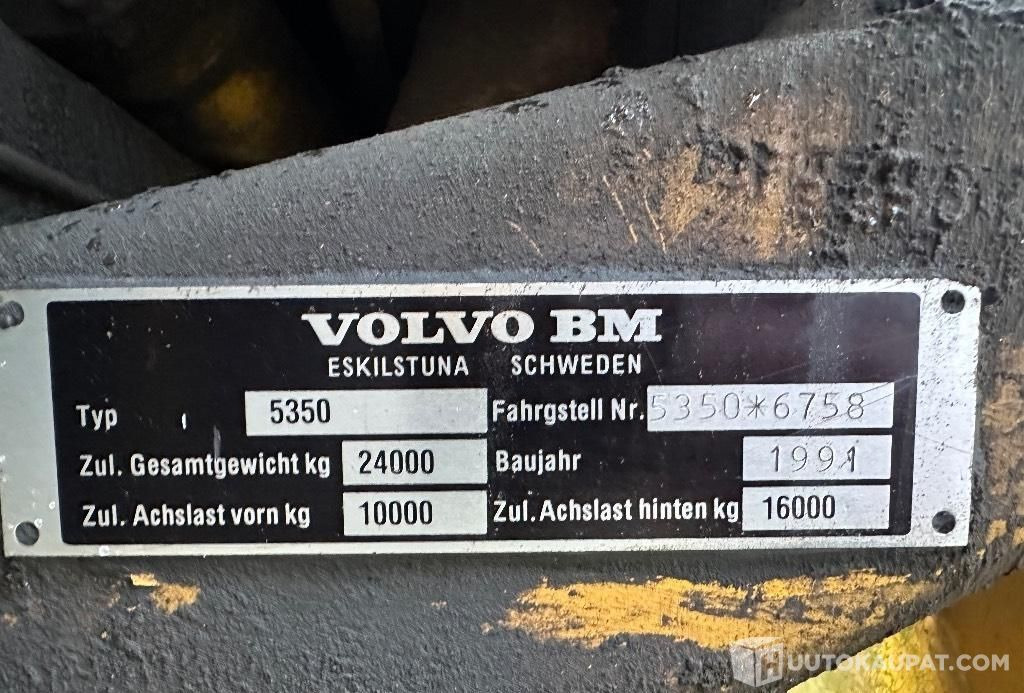 VOLVO BM
ESKILSTUNA SCHWEDEN
Typ 5350 Fahrgstell Nr. 5350*6758
Zul. Gesamtgewicht kg 24000 Baujahr 1991
Zul. Achslast vorn kg 10000 Zul. Achslast hinten kg 16000
HUUTOKAUPAT.COM